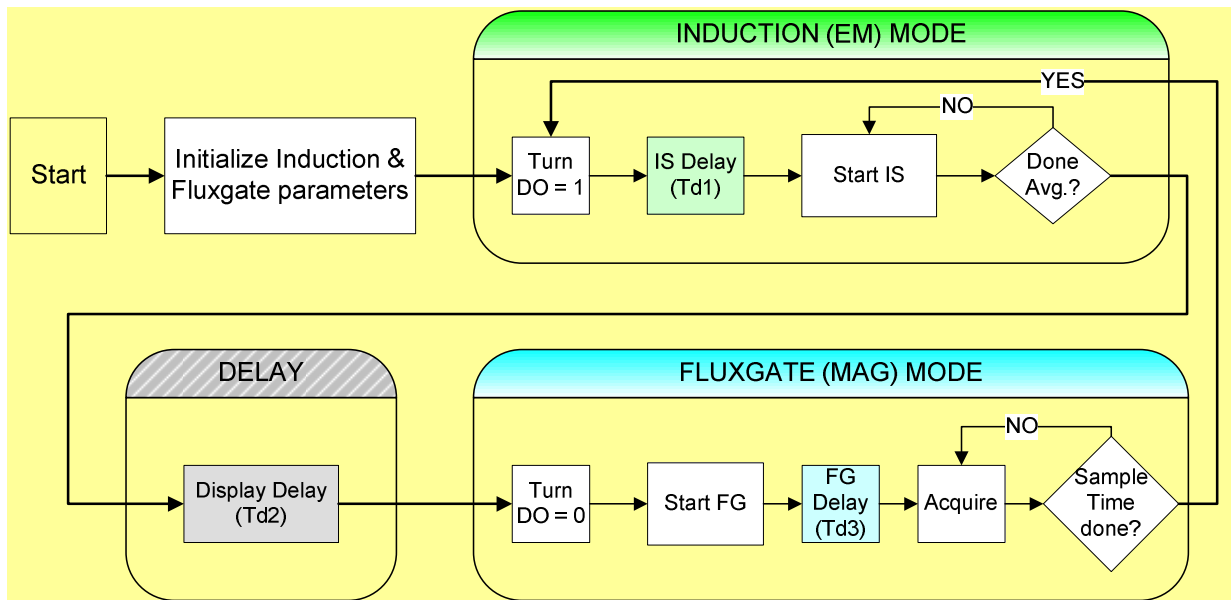 INDUCTION (EM) MODE
YES
NO
Start
Initialize Induction &
Fluxgate parameters
Turn
DO = 1
IS Delay
(Td1)
Start IS
Done
Avg.?
DELAY
Display Delay
(Td2)
FLUXGATE (MAG) MODE
NO
Turn
DO = 0
Start FG
FG
Delay
(Td3)
Acquire
Sample
Time
done?